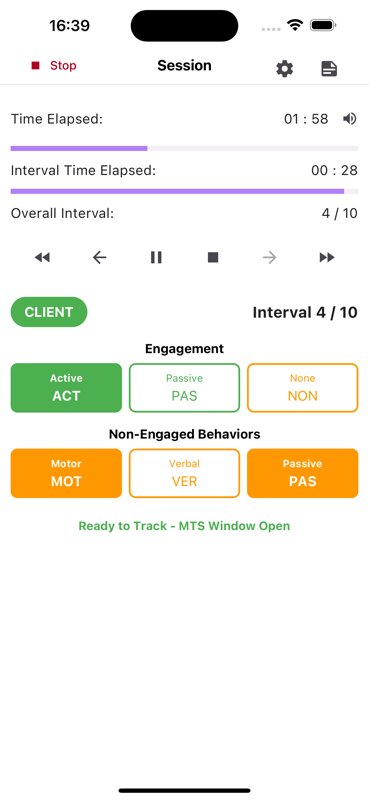 16:39
Stop
Session
Time Elapsed: 01 : 58
Interval Time Elapsed: 00 : 28
Overall Interval: 4 / 10
CLIENT
Interval 4 / 10
Engagement
Active Passive None
ACT PAS NON
Non-Engaged Behaviors
Motor Verbal Passive
MOT VER PAS
Ready to Track - MTS Window Open